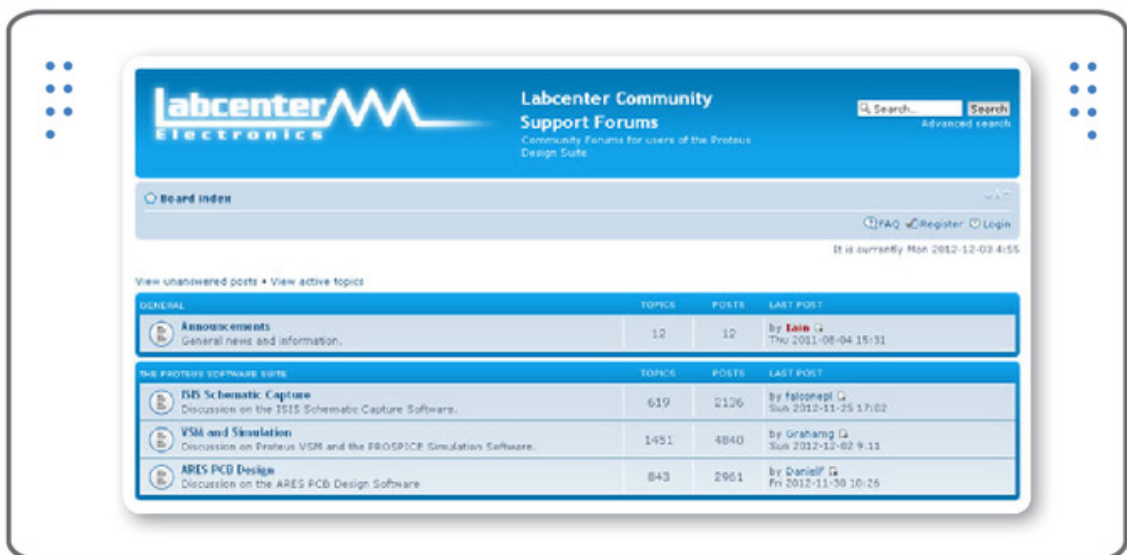 Labcenter
Electronics
Labcenter Community
Support Forums
Community Forums for users of the Proteus
Design Suite
Search...
Search
Advanced search
Board index
FAQ Register Login
It is currently Mon 2012-12-03 4:55
View unanswered posts • View active topics
GENERAL TOPICS POSTS LAST POST
Announcements
General news and information.
12 12
by Iain
Thu 2011-08-04 15:31
THE PROTEUS SOFTWARE SUITE TOPICS POSTS LAST POST
ISIS Schematic Capture
Discussion on the ISIS Schematic Capture Software.
619 2136
by falconepl
Sun 2012-11-25 17:02
VSM and Simulation
Discussion on Proteus VSM and the PROSPICE Simulation Software.
1451 4840
by Grahamg
Sun 2012-12-02 9:11
ARES PCB Design
Discussion on the ARES PCB Design Software
843 2961
by DanielF
Fri 2012-11-30 10:26